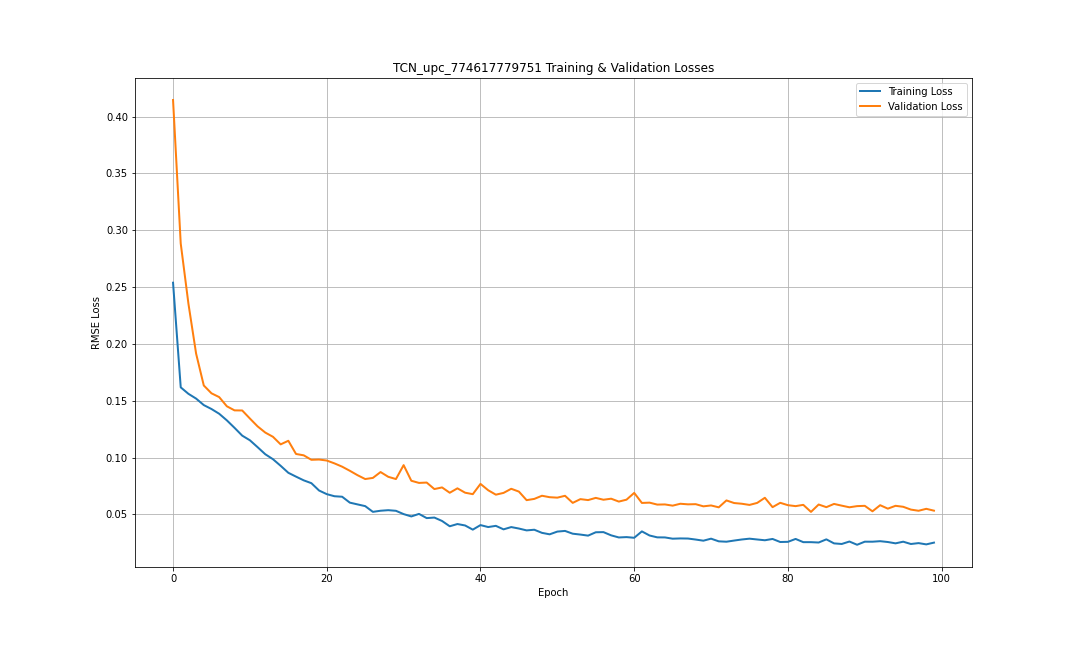 TCN_upc_774617779751 Training & Validation Losses
Training Loss
Validation Loss
0.40
0.35
0.30
0.25
0.20
0.15
0.10
0.05
RMSE Loss
0 20 40 60 80 100
Epoch